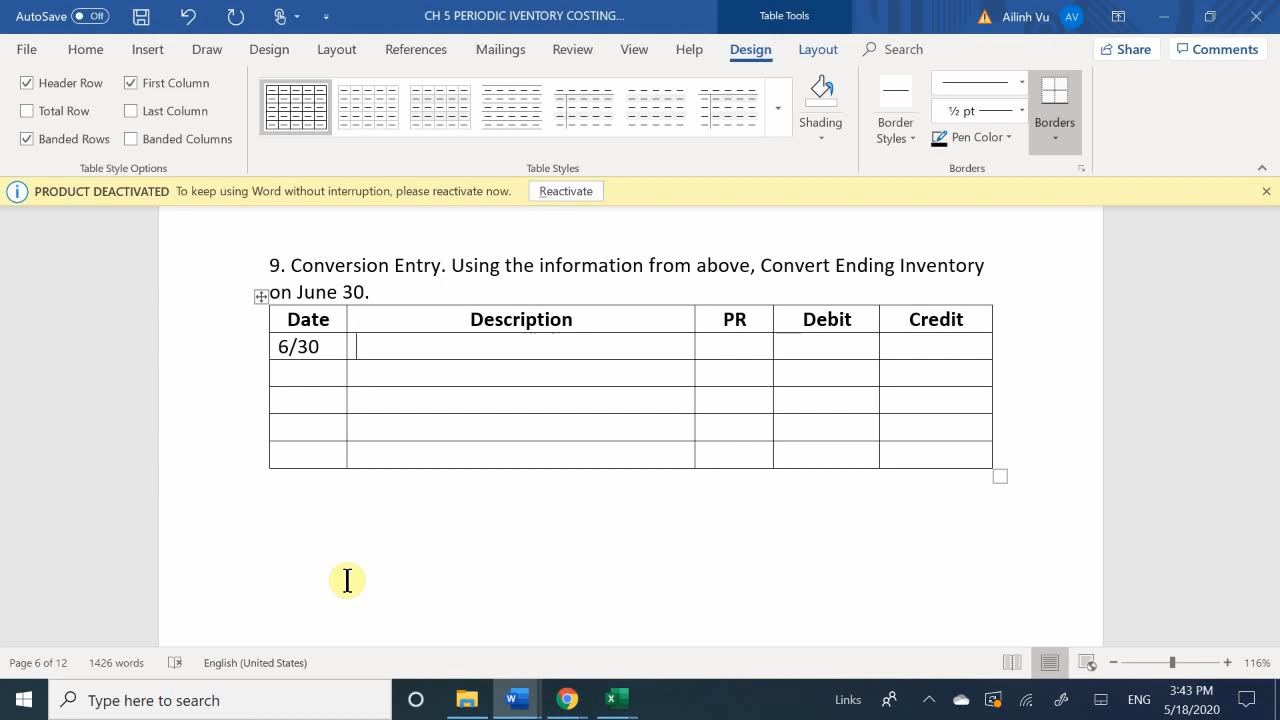 AutoSave Off CH 5 PERIODIC IVENTORY COSTING... Table Tools Ailinh Vu AV
File Home Insert Draw Design Layout References Mailings Review View Help Design Layout Search Share Comments
Header Row First Column
Total Row Last Column
Banded Rows Banded Columns
Table Style Options
Table Styles
Shading
Border Styles
½ pt
Pen Color
Borders
Borders
PRODUCT DEACTIVATED To keep using Word without interruption, please reactivate now. Reactivate
9. Conversion Entry. Using the information from above, Convert Ending Inventory
on June 30.
Date Description PR Debit Credit
6/30
Page 6 of 12 1426 words English (United States) 116%
Type here to search Links ENG 3:43 PM
5/18/2020